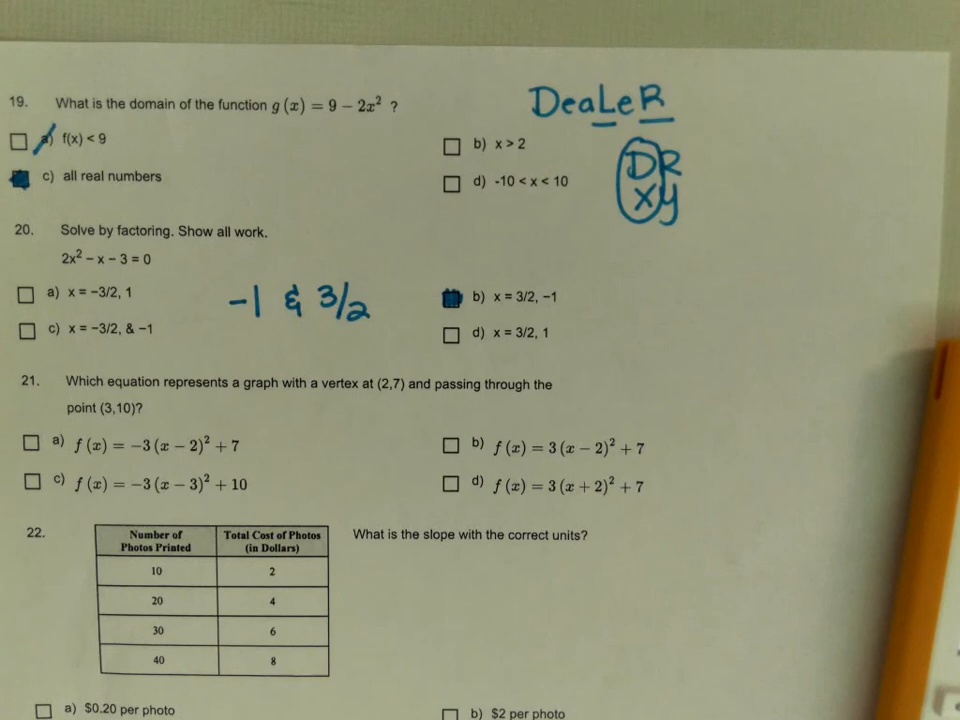 19. What is the domain of the function g (x) = 9 − 2x² ?
DeaLeR
a) f(x) < 9
b) x > 2
c) all real numbers
d) -10 < x < 10
DR
xy
20. Solve by factoring. Show all work.
2x² – x – 3 = 0
a) x = –3/2, 1
b) x = 3/2, –1
-1 & 3/2
c) x = –3/2, & –1
d) x = 3/2, 1
21. Which equation represents a graph with a vertex at (2,7) and passing through the
point (3,10)?
a) f (x) = −3 (x − 2)² + 7
b) f (x) = 3 (x − 2)² + 7
c) f (x) = −3 (x − 3)² + 10
d) f (x) = 3 (x + 2)² + 7
22. What is the slope with the correct units?
Number of Photos Printed Total Cost of Photos (in Dollars)
10 2
20 4
30 6
40 8
a) $0.20 per photo
b) $2 per photo